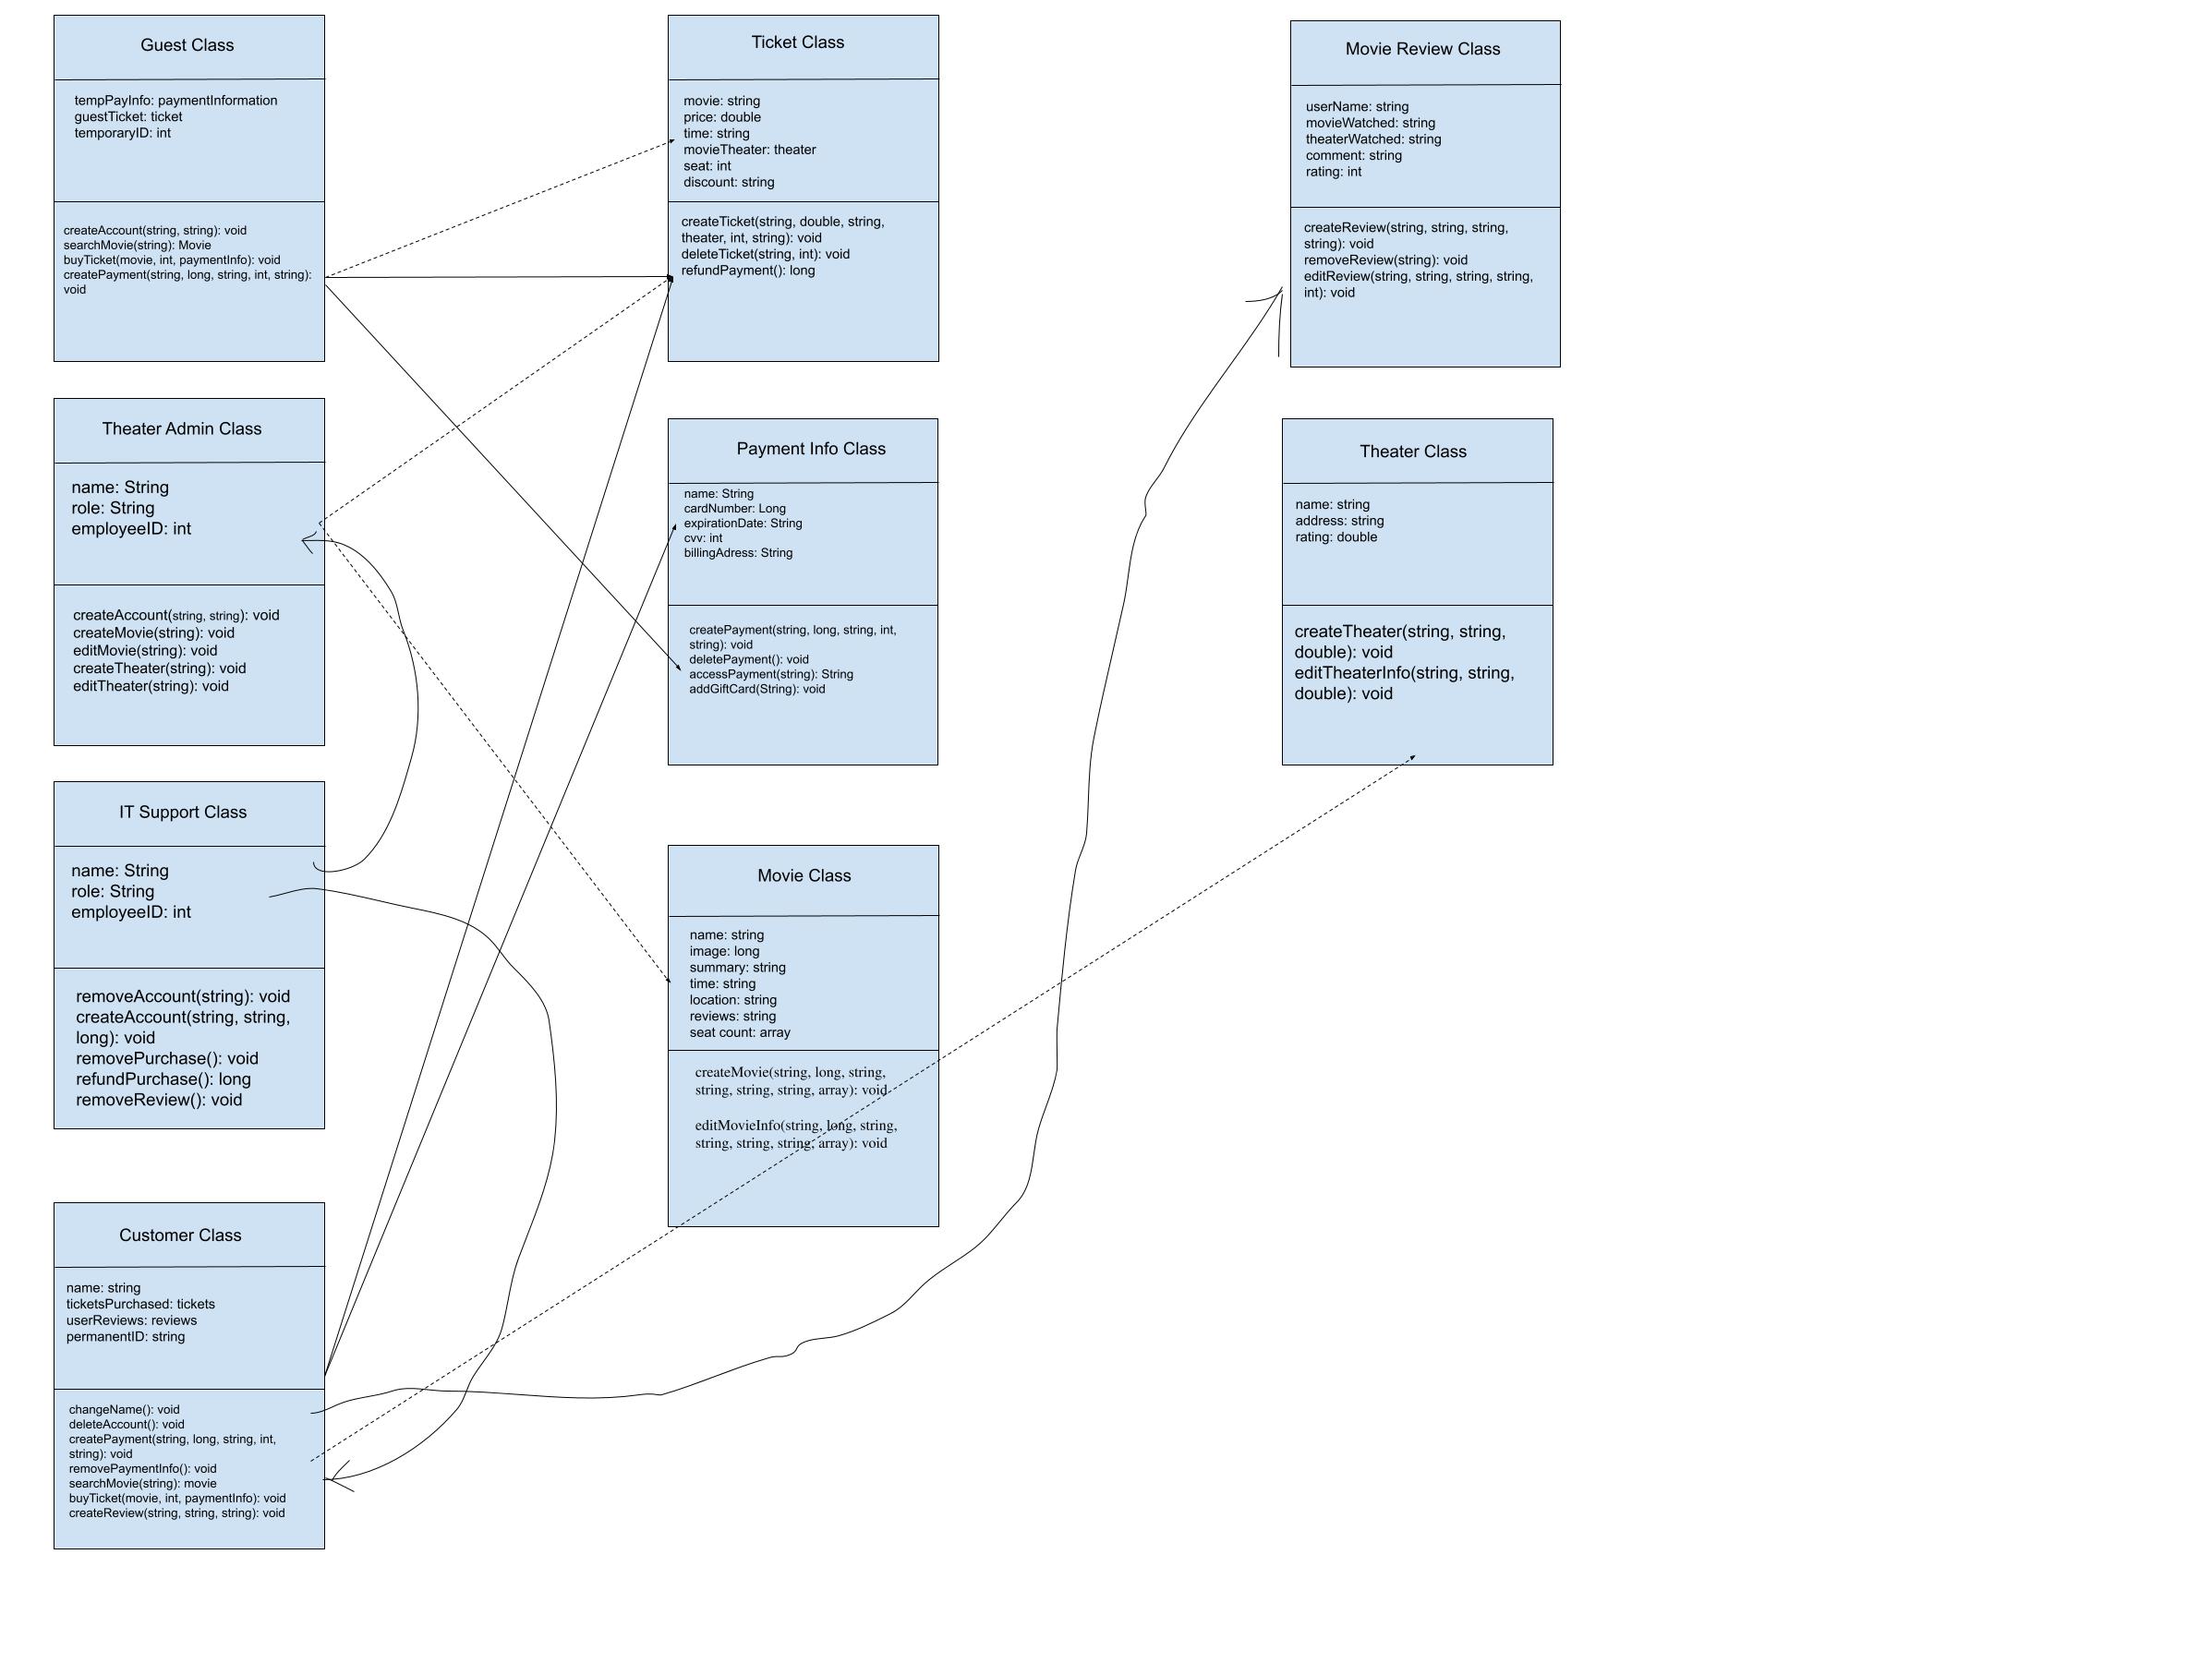 Guest Class
tempPayInfo: paymentInformation
guestTicket: ticket
temporaryID: int
createAccount(string, string): void
searchMovie(string): Movie
buyTicket(movie, int, paymentInfo): void
createPayment(string, long, string, int, string):
void
Ticket Class
movie: string
price: double
time: string
movieTheater: theater
seat: int
discount: string
createTicket(string, double, string,
theater, int, string): void
deleteTicket(string, int): void
refundPayment(): long
Movie Review Class
userName: string
movieWatched: string
theaterWatched: string
comment: string
rating: int
createReview(string, string, string,
string): void
removeReview(string): void
editReview(string, string, string, string,
int): void
Theater Admin Class
name: String
role: String
employeeID: int
createAccount(string, string): void
createMovie(string): void
editMovie(string): void
createTheater(string): void
editTheater(string): void
Payment Info Class
name: String
cardNumber: Long
expirationDate: String
cvv: int
billingAdress: String
createPayment(string, long, string, int,
string): void
deletePayment(): void
accessPayment(string): String
addGiftCard(String): void
Theater Class
name: string
address: string
rating: double
createTheater(string, string,
double): void
editTheaterInfo(string, string,
double): void
IT Support Class
name: String
role: String
employeeID: int
removeAccount(string): void
createAccount(string, string,
long): void
removePurchase(): void
refundPurchase(): long
removeReview(): void
Movie Class
name: string
image: long
summary: string
time: string
location: string
reviews: string
seat count: array
createMovie(string, long, string,
string, string, string, array): void
editMovieInfo(string, long, string,
string, string, string, array): void
Customer Class
name: string
ticketsPurchased: tickets
userReviews: reviews
permanentID: string
changeName(): void
deleteAccount(): void
createPayment(string, long, string, int,
string): void
removePaymentInfo(): void
searchMovie(string): movie
buyTicket(movie, int, paymentInfo): void
createReview(string, string, string): void